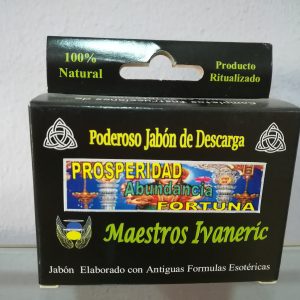 100%
Natural
Producto
Ritualizado
Poderoso Jabón de Descarga
PROSPERIDAD
Abundancia
FORTUNA
Maestros Ivaneric
Jabón Elaborado con Antiguas Formulas Esotéricas